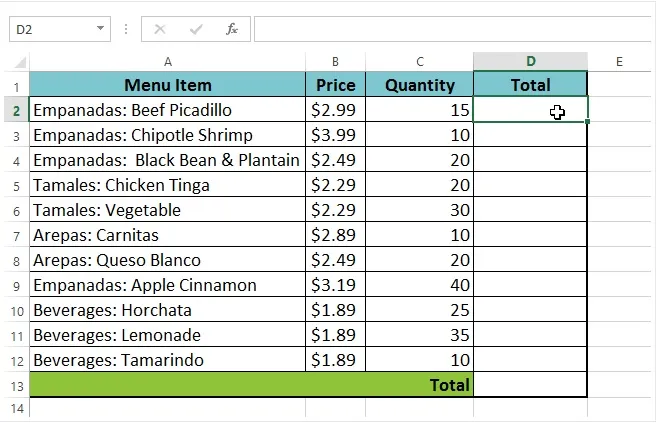 D2 fx
A B C D E
1 Menu Item Price Quantity Total
2 Empanadas: Beef Picadillo $2.99 15
3 Empanadas: Chipotle Shrimp $3.99 10
4 Empanadas: Black Bean & Plantain $2.49 20
5 Tamales: Chicken Tinga $2.29 20
6 Tamales: Vegetable $2.29 30
7 Arepas: Carnitas $2.89 10
8 Arepas: Queso Blanco $2.49 20
9 Empanadas: Apple Cinnamon $3.19 40
10 Beverages: Horchata $1.89 25
11 Beverages: Lemonade $1.89 35
12 Beverages: Tamarindo $1.89 10
13 Total
14